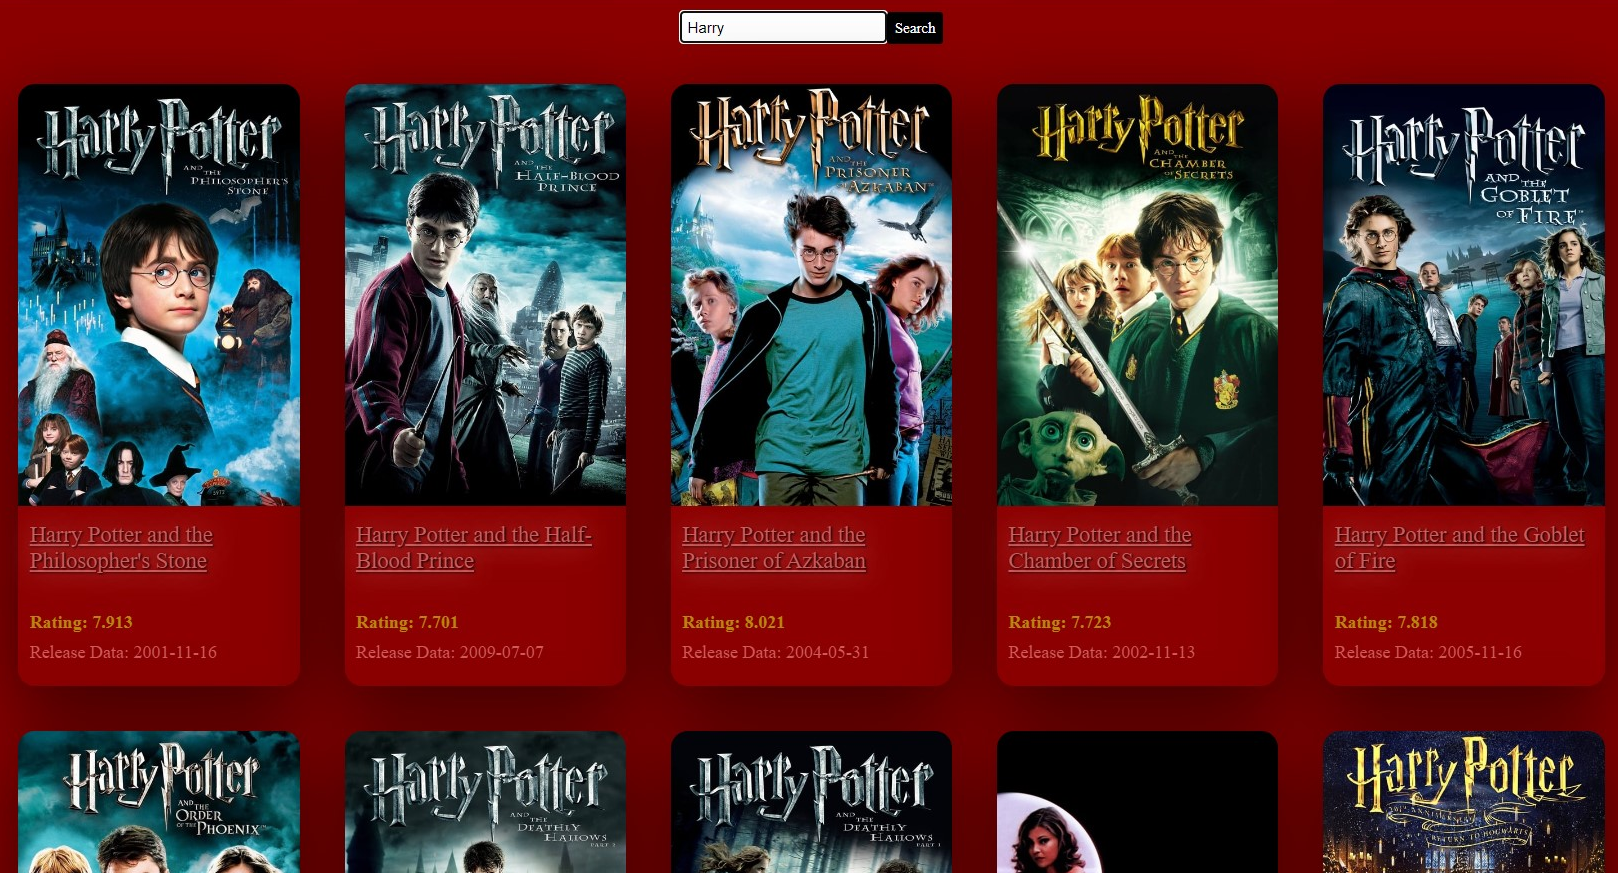 Harry
Search
Harry Potter
AND THE
PHILOSOPHER'S
STONE
Harry Potter
AND THE
HALF-BLOOD
PRINCE
Harry Potter
AND THE
PRISONER
OF AZKABAN™
Harry Potter
AND THE
CHAMBER
OF SECRETS
Harry Potter
AND THE
GOBLET
OF FIRE™
Harry Potter and the
Philosopher's Stone
Rating: 7.913
Release Data: 2001-11-16
Harry Potter and the Half-
Blood Prince
Rating: 7.701
Release Data: 2009-07-07
Harry Potter and the
Prisoner of Azkaban
Rating: 8.021
Release Data: 2004-05-31
Harry Potter and the
Chamber of Secrets
Rating: 7.723
Release Data: 2002-11-13
Harry Potter and the Goblet
of Fire
Rating: 7.818
Release Data: 2005-11-16
Harry Potter
AND THE
ORDER
OF THE PHOENIX™
Harry Potter
AND THE
DEATHLY
HALLOWS
PART 2
Harry Potter
AND THE
DEATHLY
HALLOWS
PART 1
Harry Potter
20TH ANNIVERSARY
RETURN TO HOGWARTS